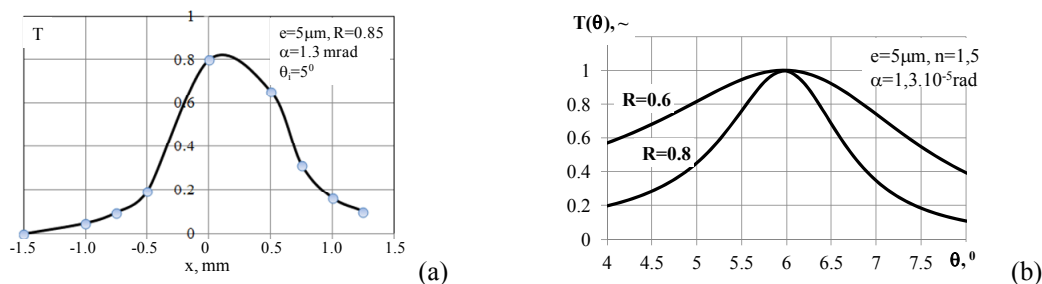 1
T
e=5μm, R=0.85
α=1.3 mrad
θi=5⁰
0.8
0.6
0.4
0.2
0
-1.5 -1.0 -0.5 0 0.5 1.0 1.5
x, mm
(a)
T(θ), ~
e=5μm, n=1,5
α=1,3.10⁻⁵rad
1
R=0.6
0.8
0.6
R=0.8
0.4
0.2
0
4 4.5 5 5.5 6 6.5 7 7.5 θ, ⁰
(b)